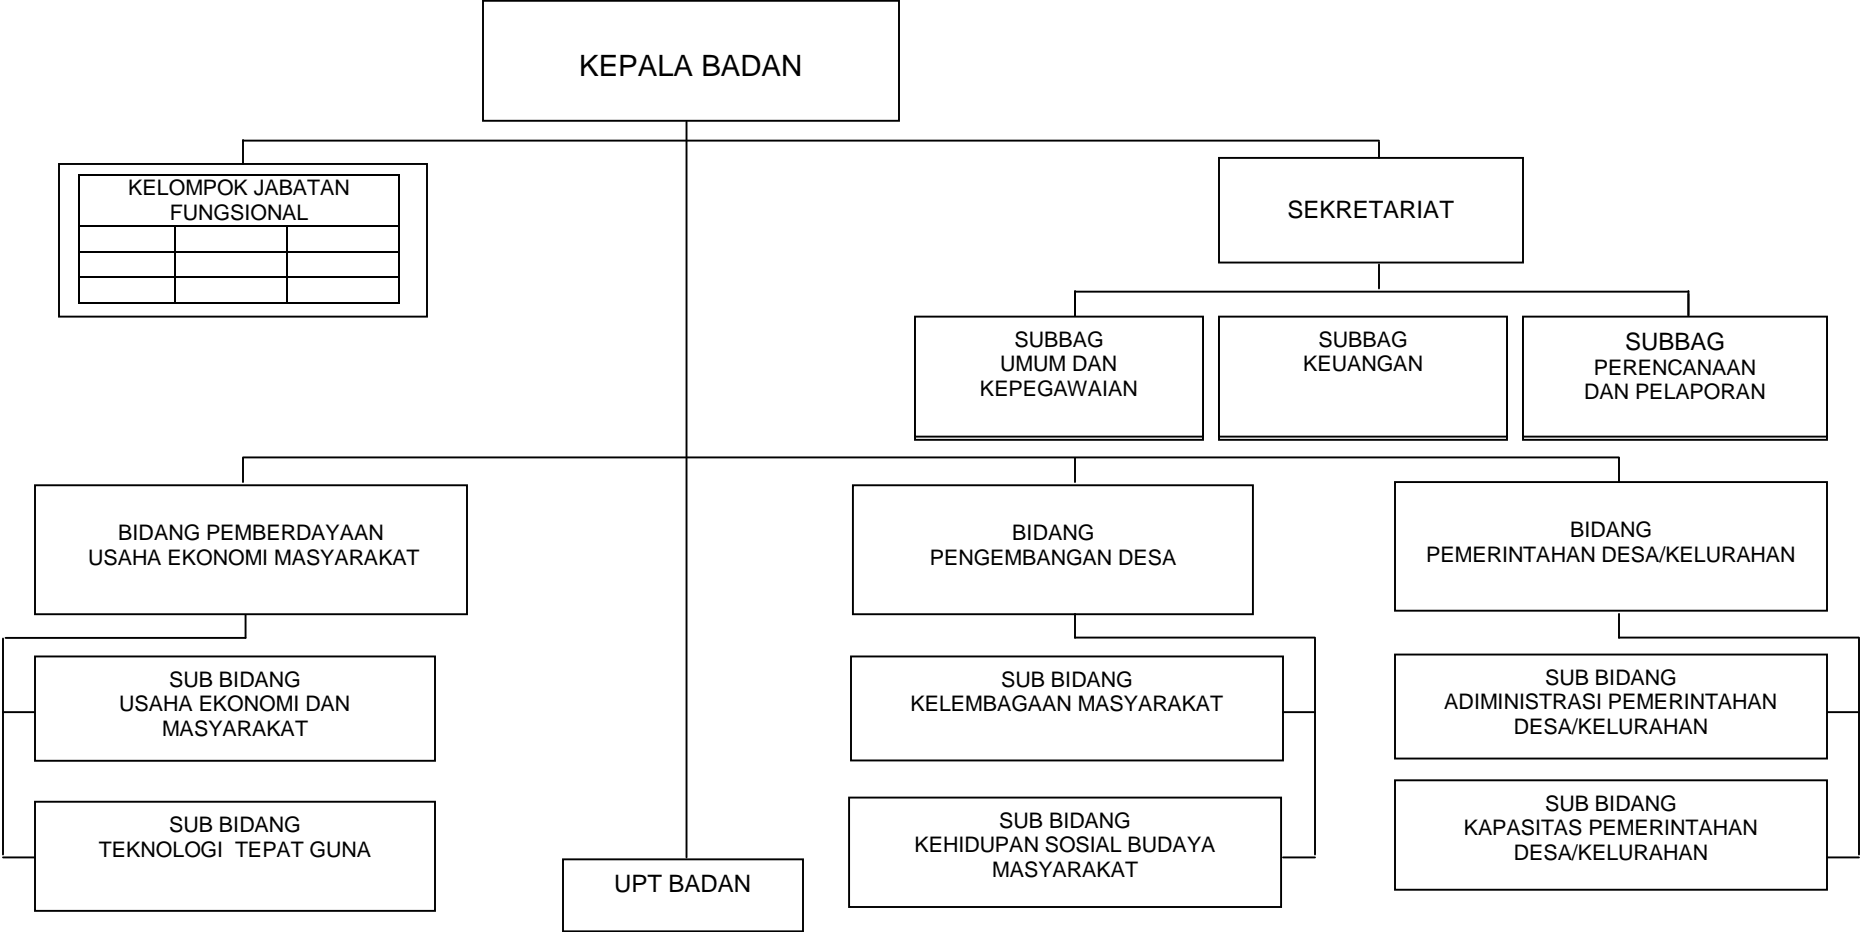 KEPALA BADAN
KELOMPOK JABATAN
FUNGSIONAL
SEKRETARIAT
SUBBAG
UMUM DAN
KEPEGAWAIAN
SUBBAG
KEUANGAN
SUBBAG
PERENCANAAN
DAN PELAPORAN
BIDANG PEMBERDAYAAN
USAHA EKONOMI MASYARAKAT
BIDANG
PENGEMBANGAN DESA
BIDANG
PEMERINTAHAN DESA/KELURAHAN
SUB BIDANG
USAHA EKONOMI DAN
MASYARAKAT
SUB BIDANG
KELEMBAGAAN MASYARAKAT
SUB BIDANG
ADIMINISTRASI PEMERINTAHAN
DESA/KELURAHAN
SUB BIDANG
TEKNOLOGI  TEPAT GUNA
SUB BIDANG
KEHIDUPAN SOSIAL BUDAYA
MASYARAKAT
SUB BIDANG
KAPASITAS PEMERINTAHAN
DESA/KELURAHAN
UPT BADAN